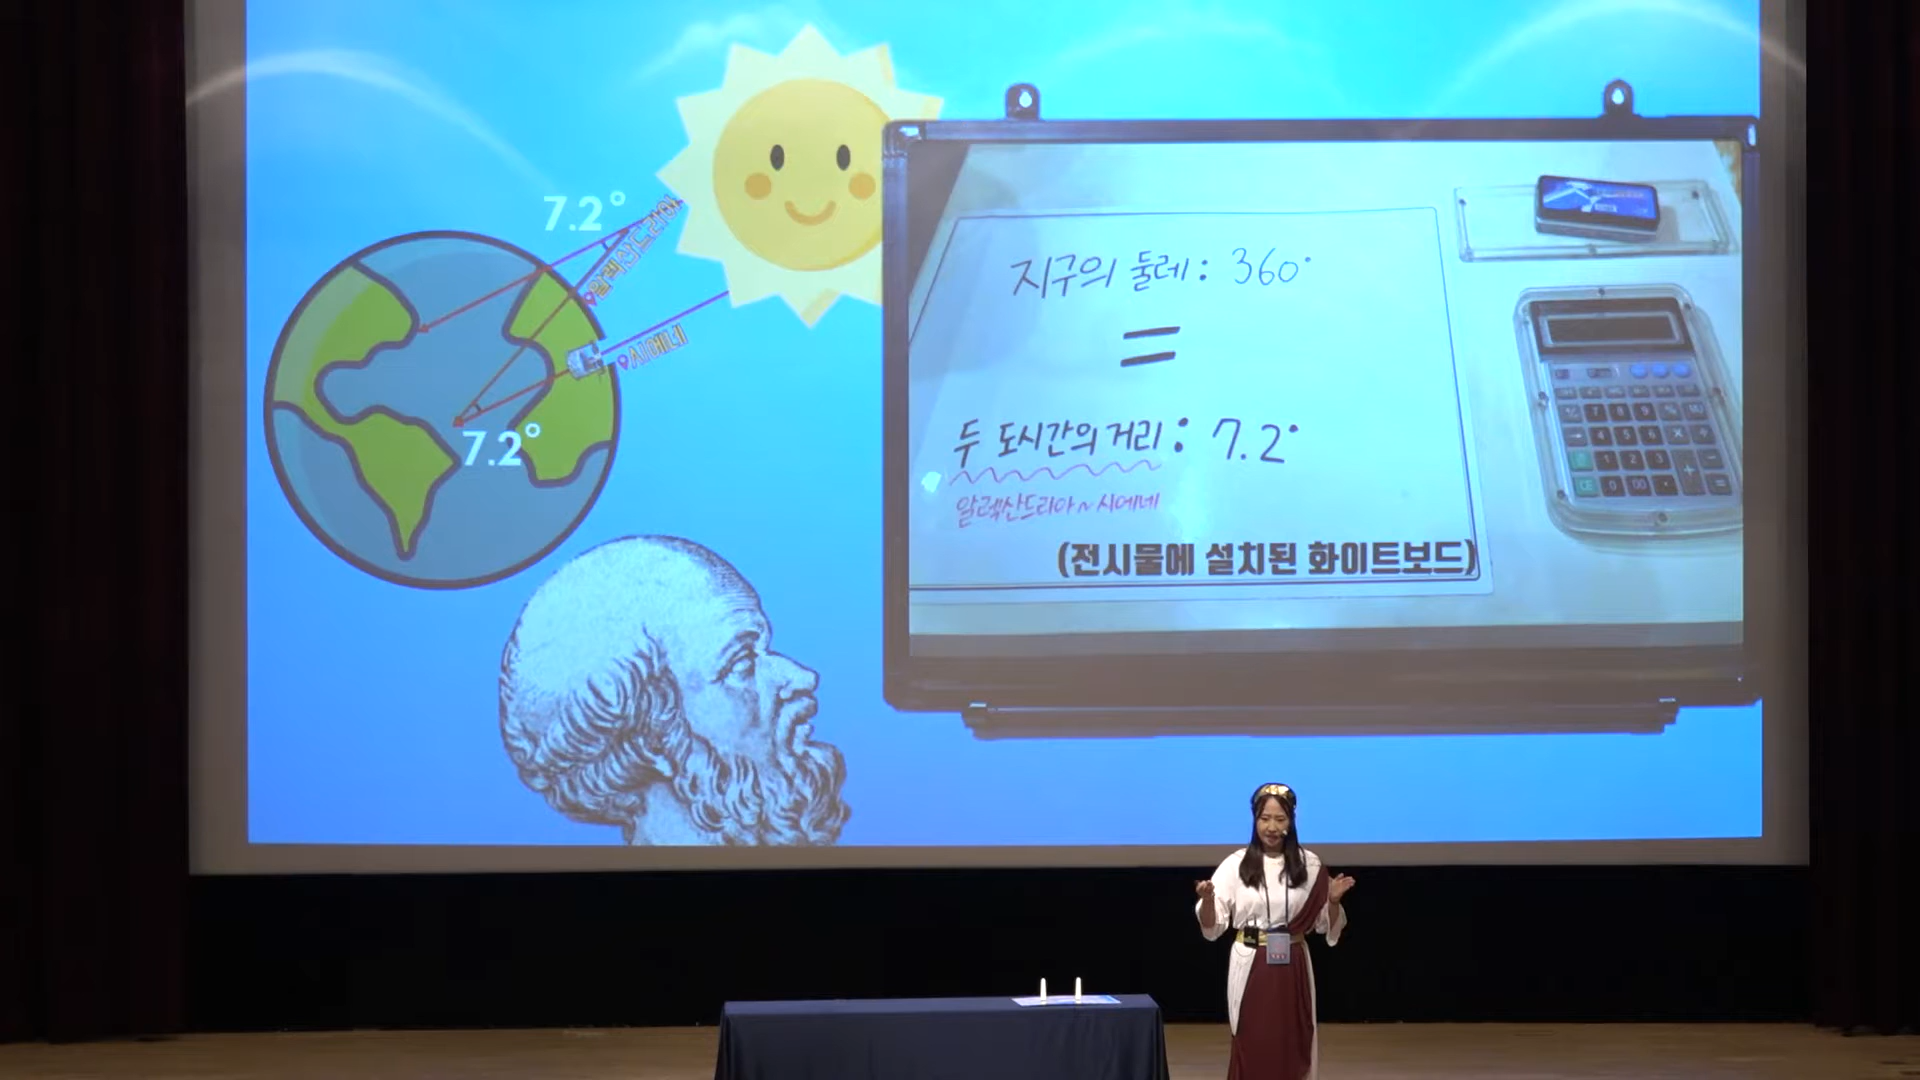 7.2°
알렉산드리아
시에네
7.2°
지구의 둘레 : 360°
=
두 도시간의 거리 : 7.2°
알렉산드리아~시에네
(전시물에 설치된 화이트보드)